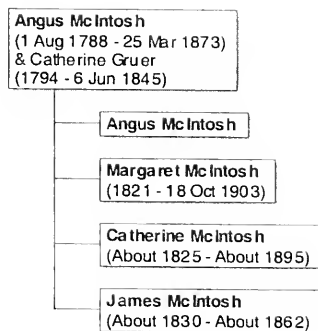 Angus McIntosh
(1 Aug 1788 - 25 Mar 1873)
& Catherine Gruer
(1794 - 6 Jun 1845)
Angus McIntosh
Margaret McIntosh
(1821 - 18 Oct 1903)
Catherine McIntosh
(About 1825 - About 1895)
James McIntosh
(About 1830 - About 1862)